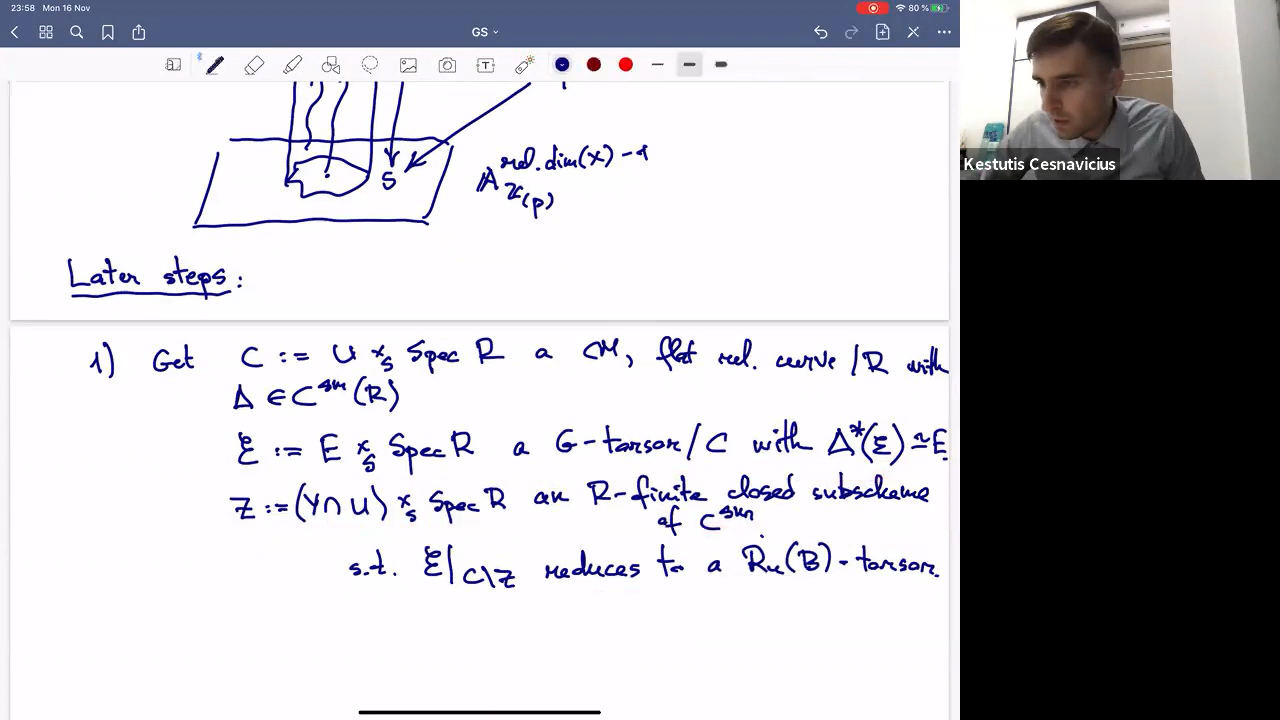 23:58 Mon 16 Nov
80 %
GS
S
A^{rel. dim(X) - 1}_{Z_{(p)}}
Later steps:
1) Get C := U ×_S Spec R a CM, flat rel. curve / R with
Δ ∈ C^{sm}(R)
ℰ := E ×_S Spec R a G-torsor / C with Δ*(ℰ) ≃ E
Z := (Y ∩ U) ×_S Spec R an R-finite closed subscheme
of C^{sm}
s.t. ℰ|_{C\Z} reduces to a R_u(B)-torsor.
Kestutis Cesnavicius